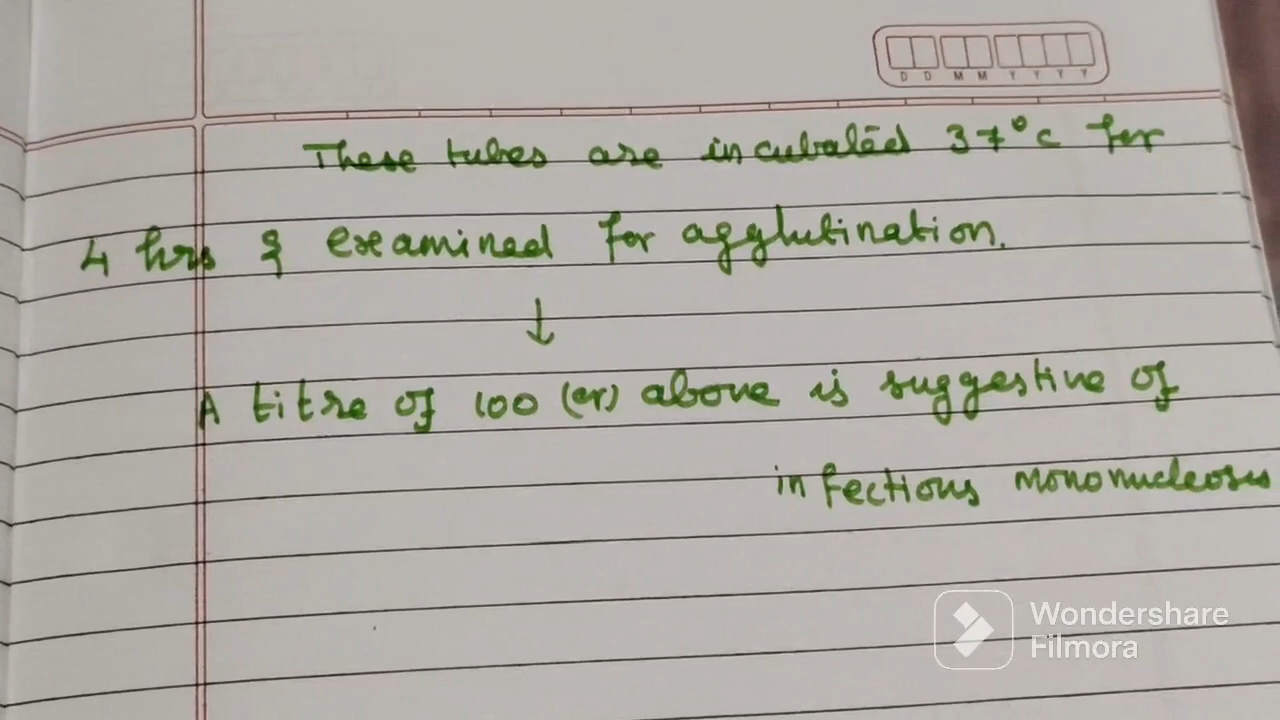 D D M M Y Y Y Y
These tubes are incubated 37°c for
4 hrs & examined for agglutination.
↓
A titre of 100 (or) above is suggestive of
infectious mononucleosis
Wondershare
Filmora